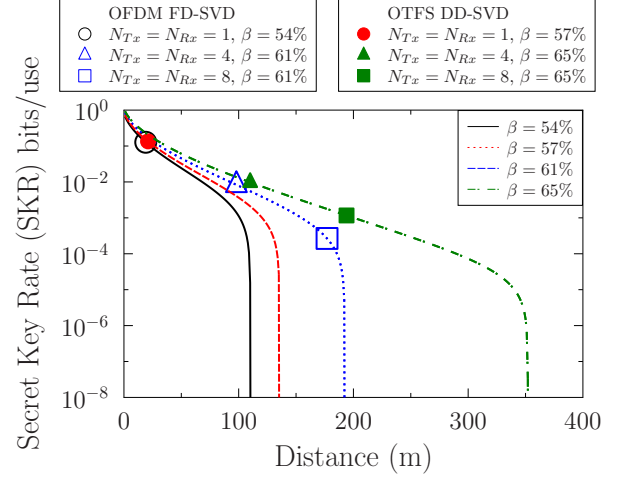 OFDM FD-SVD
N_{Tx} = N_{Rx} = 1, β = 54%
N_{Tx} = N_{Rx} = 4, β = 61%
N_{Tx} = N_{Rx} = 8, β = 61%
OTFS DD-SVD
N_{Tx} = N_{Rx} = 1, β = 57%
N_{Tx} = N_{Rx} = 4, β = 65%
N_{Tx} = N_{Rx} = 8, β = 65%
Secret Key Rate (SKR) bits/use
10^0
10^{-2}
10^{-4}
10^{-6}
10^{-8}
β = 54%
β = 57%
β = 61%
β = 65%
0 100 200 300 400
Distance (m)